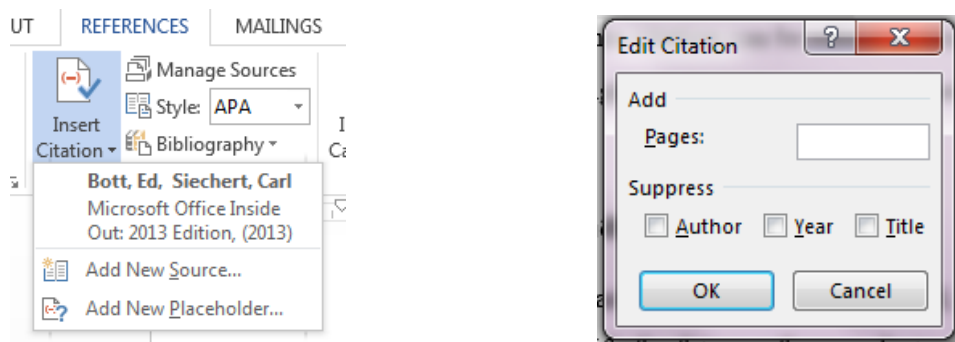 UT REFERENCES MAILINGS
Manage Sources
Style: APA
Insert
Citation
Bibliography
Bott, Ed, Siechert, Carl
Microsoft Office Inside
Out: 2013 Edition, (2013)
Add New Source...
Add New Placeholder...
Edit Citation
Add
Pages:
Suppress
Author Year Title
OK Cancel